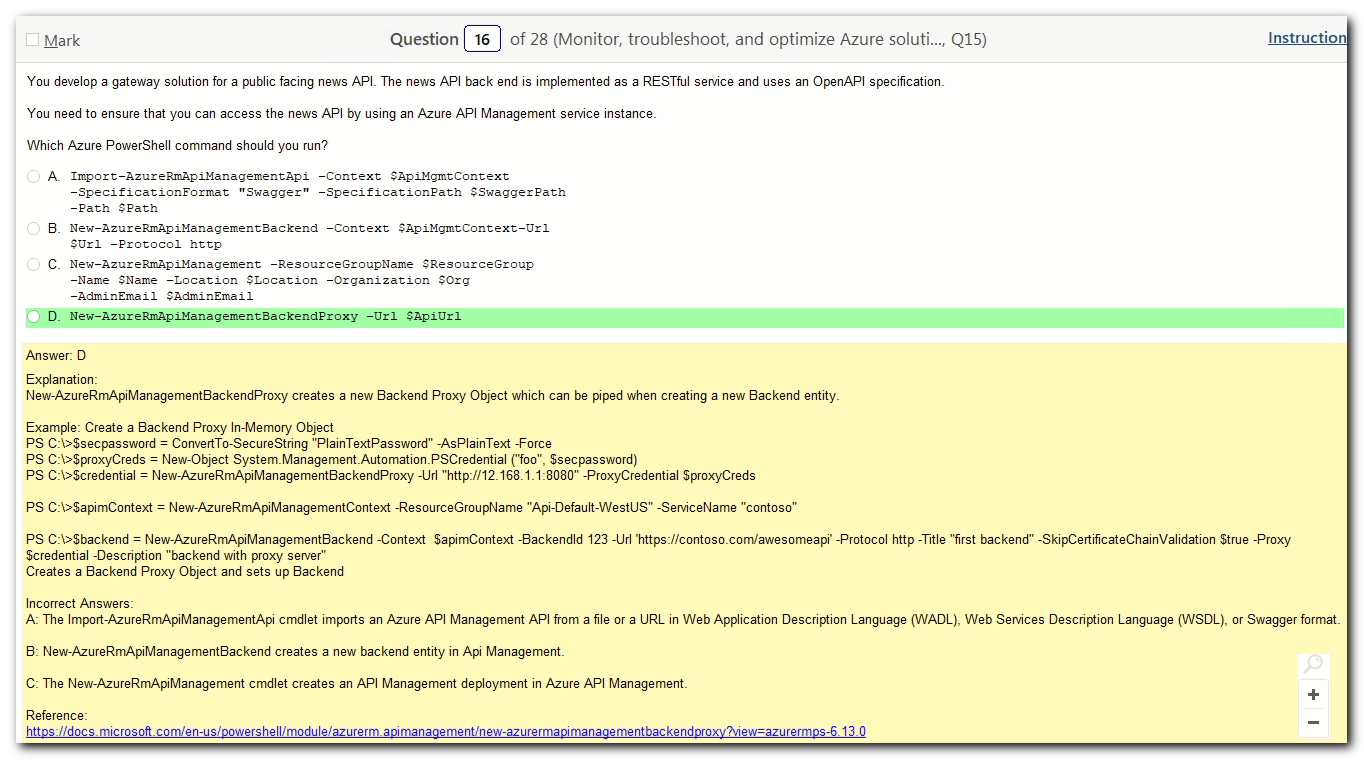 Mark
Question 16 of 28 (Monitor, troubleshoot, and optimize Azure soluti..., Q15)
Instruction
You develop a gateway solution for a public facing news API. The news API back end is implemented as a RESTful service and uses an OpenAPI specification.
You need to ensure that you can access the news API by using an Azure API Management service instance.
Which Azure PowerShell command should you run?
A. Import-AzureRmApiManagementApi -Context $ApiMgmtContext
-SpecificationFormat "Swagger" -SpecificationPath $SwaggerPath
-Path $Path
B. New-AzureRmApiManagementBackend -Context $ApiMgmtContext-Url
$Url -Protocol http
C. New-AzureRmApiManagement -ResourceGroupName $ResourceGroup
-Name $Name -Location $Location -Organization $Org
-AdminEmail $AdminEmail
D. New-AzureRmApiManagementBackendProxy -Url $ApiUrl
Answer: D
Explanation:
New-AzureRmApiManagementBackendProxy creates a new Backend Proxy Object which can be piped when creating a new Backend entity.
Example: Create a Backend Proxy In-Memory Object
PS C:\>$secpassword = ConvertTo-SecureString "PlainTextPassword" -AsPlainText -Force
PS C:\>$proxyCreds = New-Object System.Management.Automation.PSCredential ("foo", $secpassword)
PS C:\>$credential = New-AzureRmApiManagementBackendProxy -Url "http://12.168.1.1:8080" -ProxyCredential $proxyCreds
PS C:\>$apimContext = New-AzureRmApiManagementContext -ResourceGroupName "Api-Default-WestUS" -ServiceName "contoso"
PS C:\>$backend = New-AzureRmApiManagementBackend -Context  $apimContext -BackendId 123 -Url 'https://contoso.com/awesomeapi' -Protocol http -Title "first backend" -SkipCertificateChainValidation $true -Proxy
$credential -Description "backend with proxy server"
Creates a Backend Proxy Object and sets up Backend
Incorrect Answers:
A: The Import-AzureRmApiManagementApi cmdlet imports an Azure API Management API from a file or a URL in Web Application Description Language (WADL), Web Services Description Language (WSDL), or Swagger format.
B: New-AzureRmApiManagementBackend creates a new backend entity in Api Management.
C: The New-AzureRmApiManagement cmdlet creates an API Management deployment in Azure API Management.
Reference:
https://docs.microsoft.com/en-us/powershell/module/azurerm.apimanagement/new-azurermapimanagementbackendproxy?view=azurermps-6.13.0